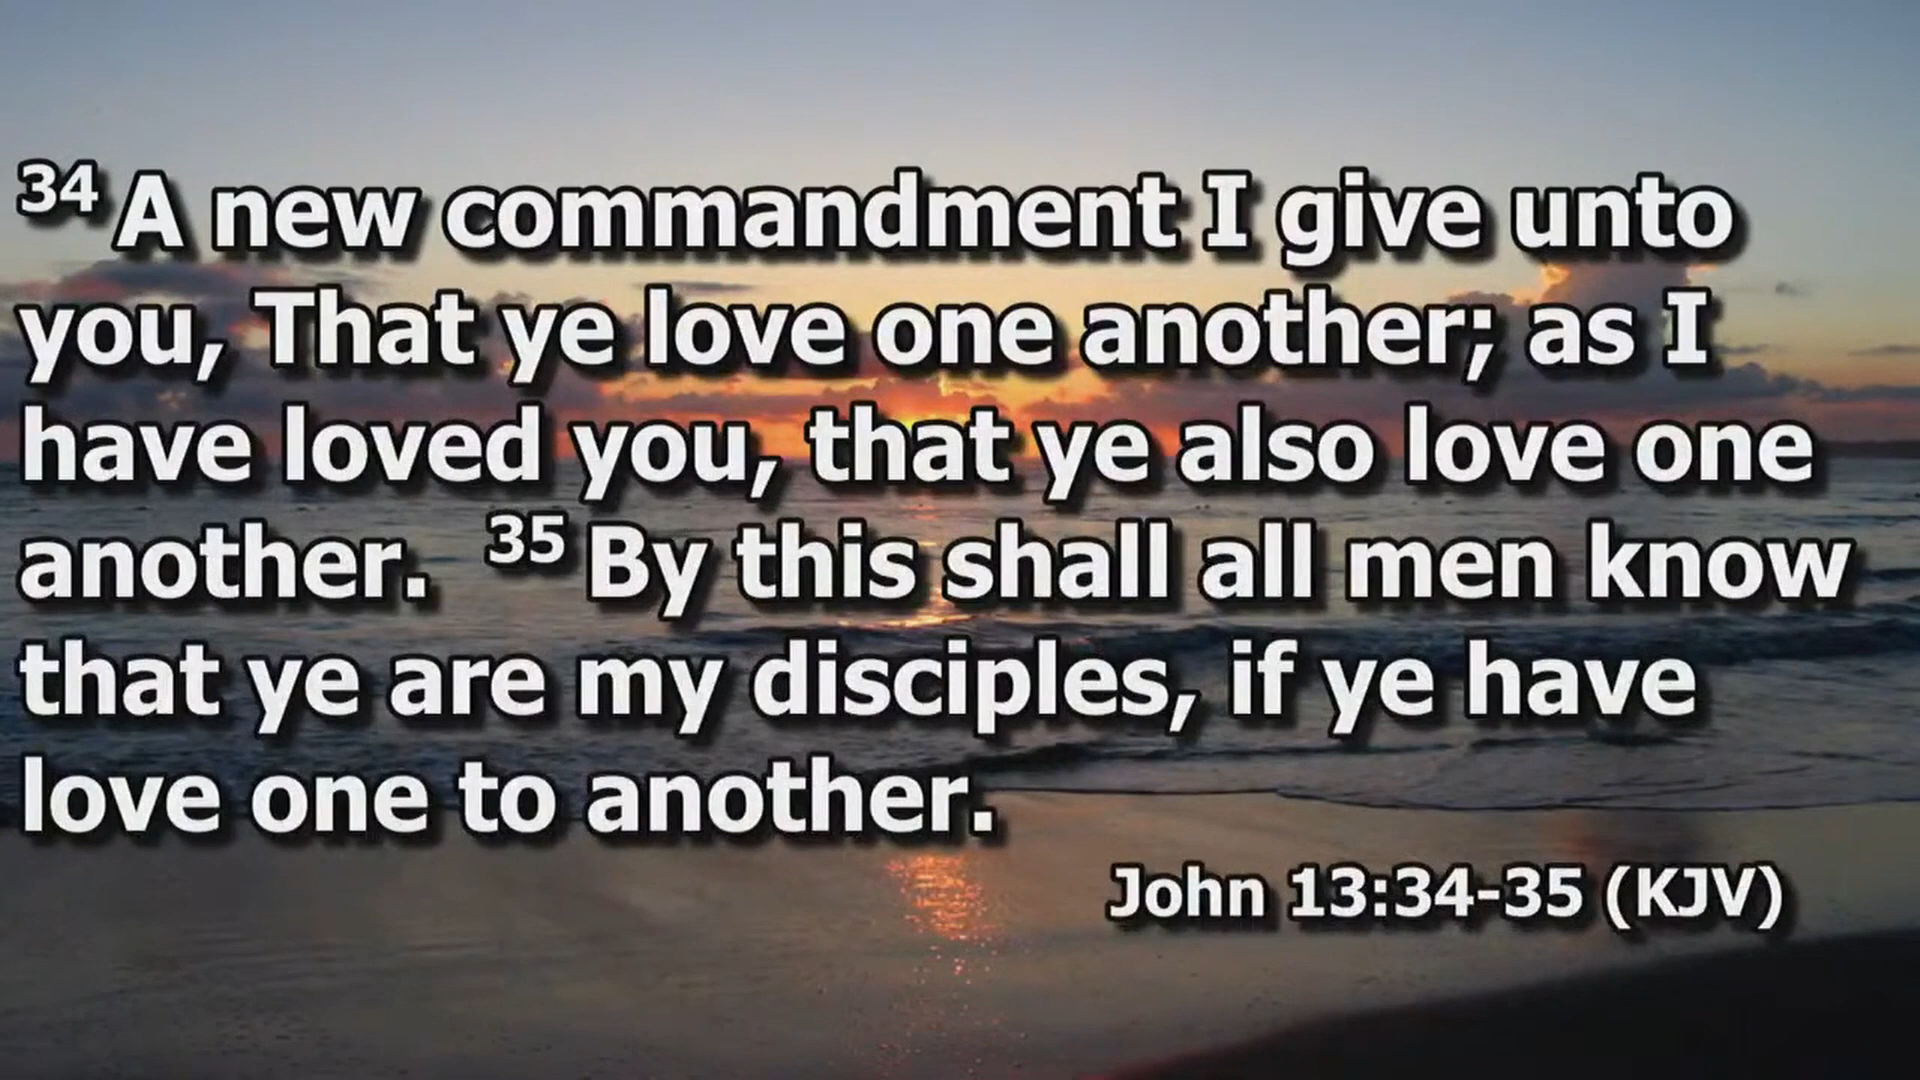 34 A new commandment I give unto
you, That ye love one another; as I
have loved you, that ye also love one
another. 35 By this shall all men know
that ye are my disciples, if ye have
love one to another.
John 13:34-35 (KJV)